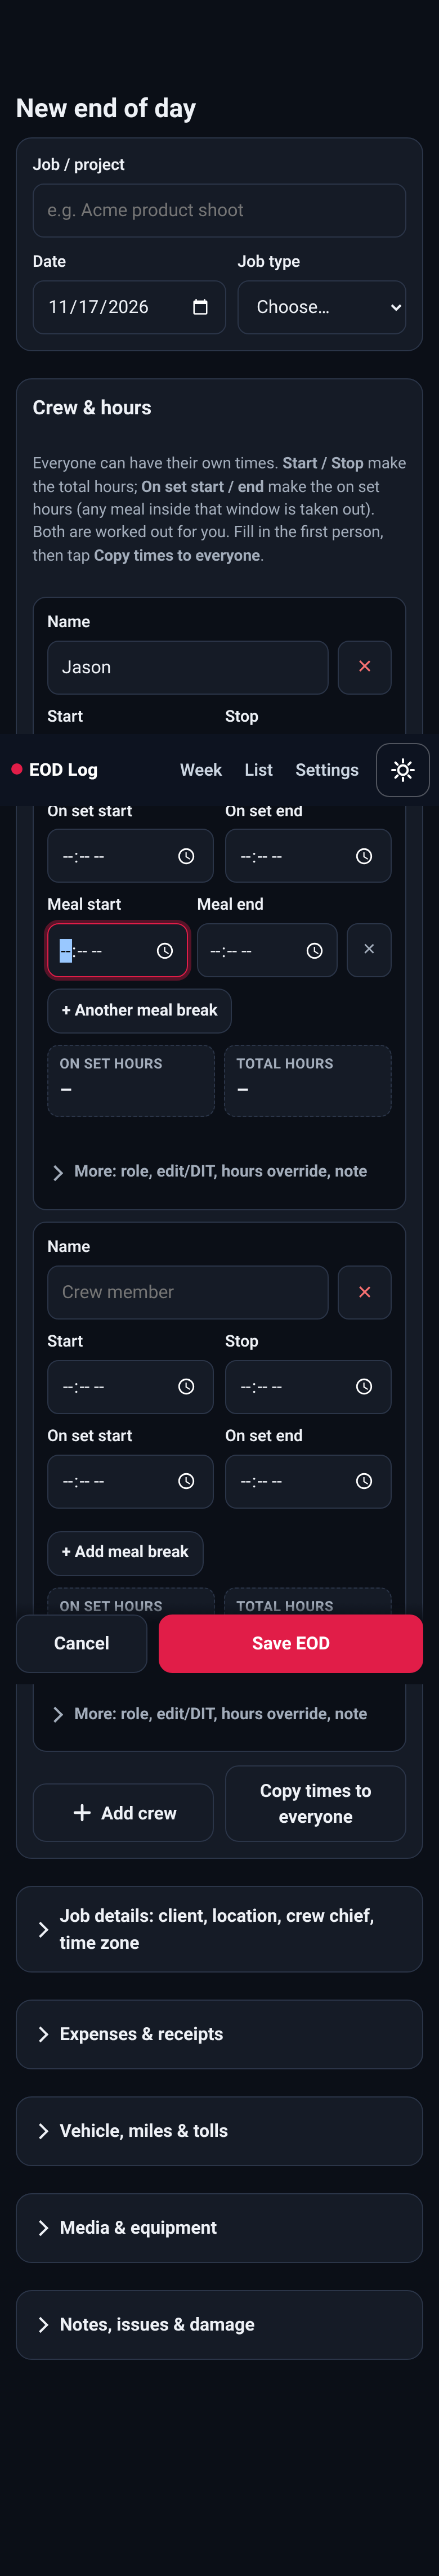 New end of day
Job / project
e.g. Acme product shoot
Date
Job type
11/17/2026
Choose...
Crew & hours
Everyone can have their own times. Start / Stop make
the total hours; On set start / end make the on set
hours (any meal inside that window is taken out).
Both are worked out for you. Fill in the first person,
then tap Copy times to everyone.
Name
Jason
×
Start
Stop
EOD Log
Week
List
Settings
On set start
On set end
--:-- --
--:-- --
Meal start
Meal end
--:-- --
--:-- --
×
+ Another meal break
ON SET HOURS
TOTAL HOURS
–
–
More: role, edit/DIT, hours override, note
Name
Crew member
×
Start
Stop
--:-- --
--:-- --
On set start
On set end
--:-- --
--:-- --
+ Add meal break
ON SET HOURS
TOTAL HOURS
Cancel
Save EOD
More: role, edit/DIT, hours override, note
+ Add crew
Copy times to
everyone
Job details: client, location, crew chief,
time zone
Expenses & receipts
Vehicle, miles & tolls
Media & equipment
Notes, issues & damage